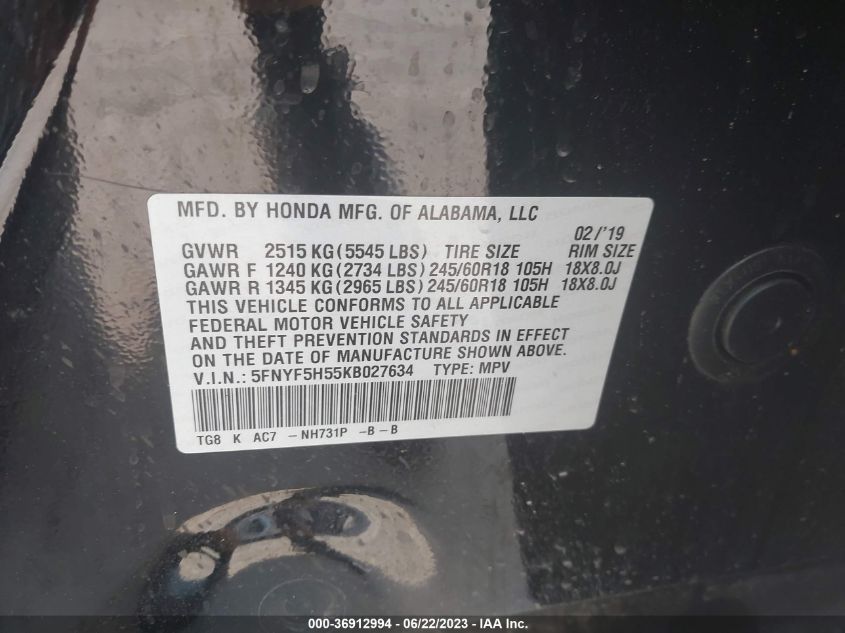 MFD. BY HONDA MFG. OF ALABAMA, LLC
02/'19
GVWR 2515 KG (5545 LBS) TIRE SIZE RIM SIZE
GAWR F 1240 KG (2734 LBS) 245/60R18 105H 18X8.0J
GAWR R 1345 KG (2965 LBS) 245/60R18 105H 18X8.0J
THIS VEHICLE CONFORMS TO ALL APPLICABLE
FEDERAL MOTOR VEHICLE SAFETY
AND THEFT PREVENTION STANDARDS IN EFFECT
ON THE DATE OF MANUFACTURE SHOWN ABOVE.
V.I.N.: 5FNYF5H55KB027634 TYPE: MPV
TG8 K AC7 -NH731P -B-B
000-36912994 - 06/22/2023 - IAA Inc.